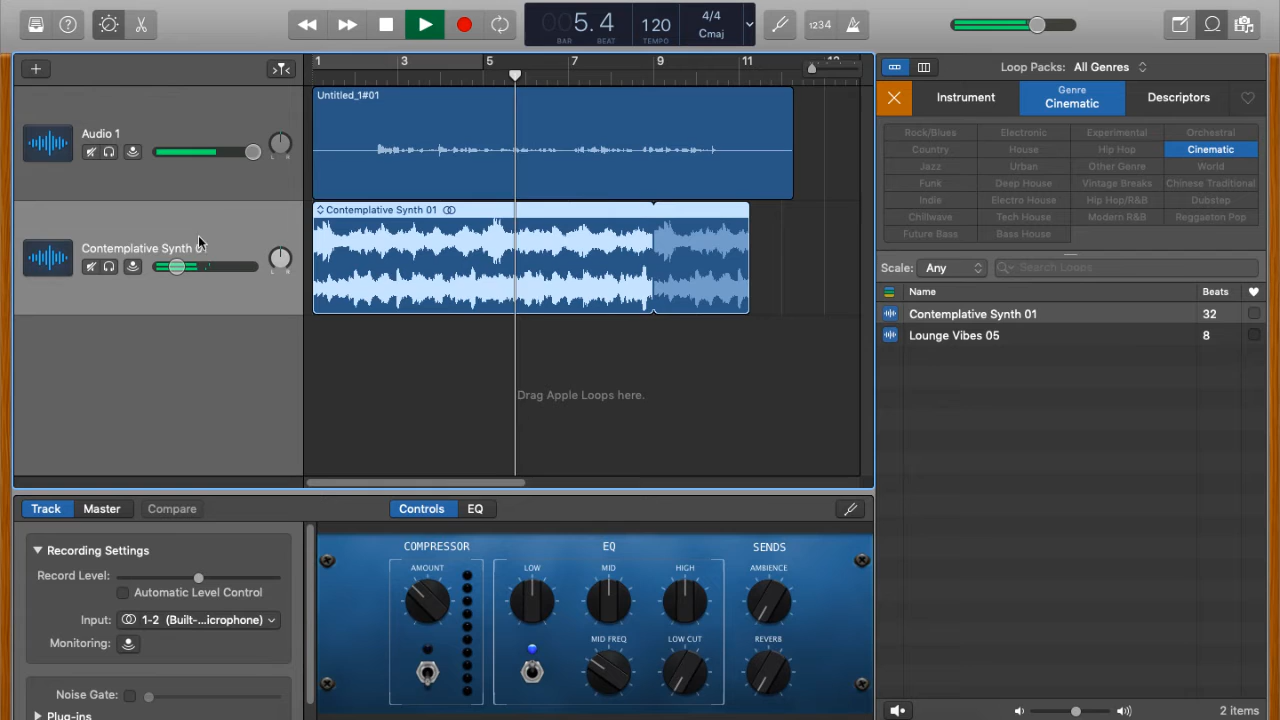 5.4
BAR BEAT
120
TEMPO
4/4
Cmaj
1234
1 3 5 7 9 11
Loop Packs: All Genres
Instrument
Genre
Cinematic
Descriptors
Rock/Blues Electronic Experimental Orchestral
Country House Hip Hop Cinematic
Jazz Urban Other Genre World
Funk Deep House Vintage Breaks Chinese Traditional
Indie Electro House Hip Hop/R&B Dubstep
Chillwave Tech House Modern R&B Reggaeton Pop
Future Bass Bass House
Scale: Any Search Loops
Name Beats
Contemplative Synth 01 32
Lounge Vibes 05 8
2 items
Untitled_1#01
Audio 1
L R
Contemplative Synth 01
Contemplative Synth
L R
Drag Apple Loops here.
Track Master Compare Controls EQ
Recording Settings
Record Level:
Automatic Level Control
Input: 1-2 (Built-...icrophone)
Monitoring:
Noise Gate:
Plug-ins
COMPRESSOR EQ SENDS
AMOUNT LOW MID HIGH AMBIENCE
MID FREQ LOW CUT REVERB